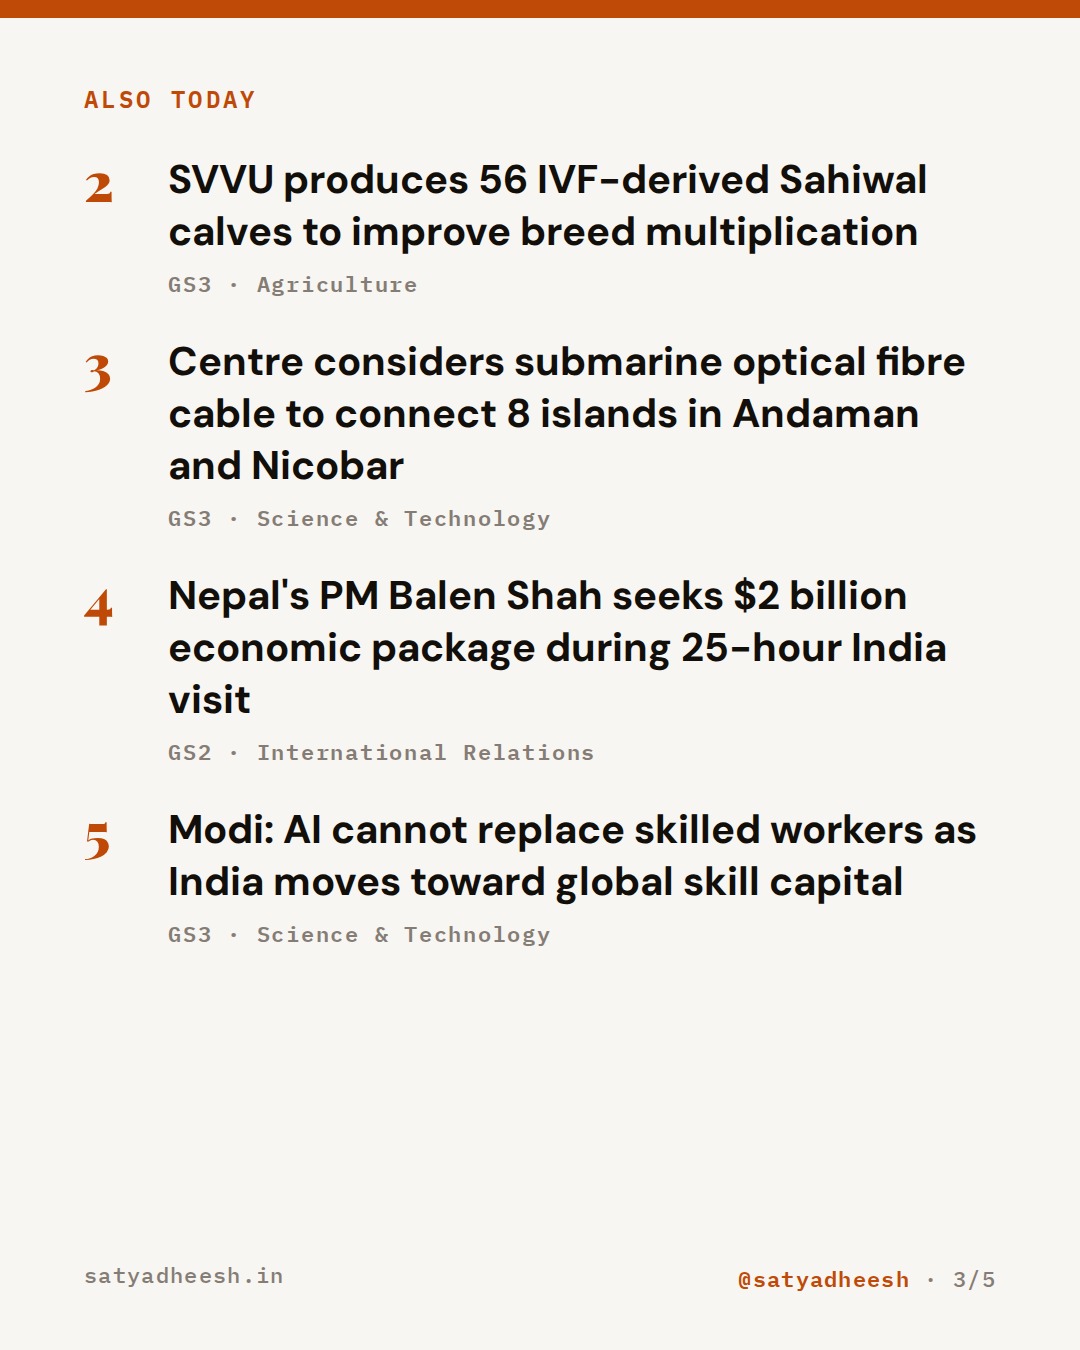 ALSO TODAY
2
SVVU produces 56 IVF-derived Sahiwal
calves to improve breed multiplication
GS3 · Agriculture
3
Centre considers submarine optical fibre
cable to connect 8 islands in Andaman
and Nicobar
GS3 · Science & Technology
4
Nepal's PM Balen Shah seeks $2 billion
economic package during 25-hour India
visit
GS2 · International Relations
5
Modi: AI cannot replace skilled workers as
India moves toward global skill capital
GS3 · Science & Technology
satyadheesh.in
@satyadheesh · 3/5